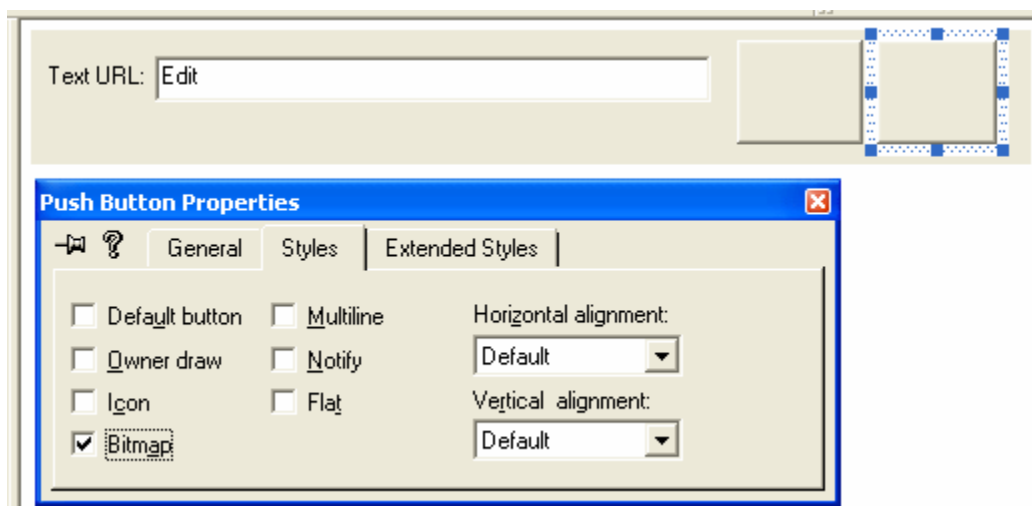 Text URL: Edit
Push Button Properties
General Styles Extended Styles
Default button Multiline Horizontal alignment:
Owner draw Notify Default
Icon Flat Vertical alignment:
Bitmap Default